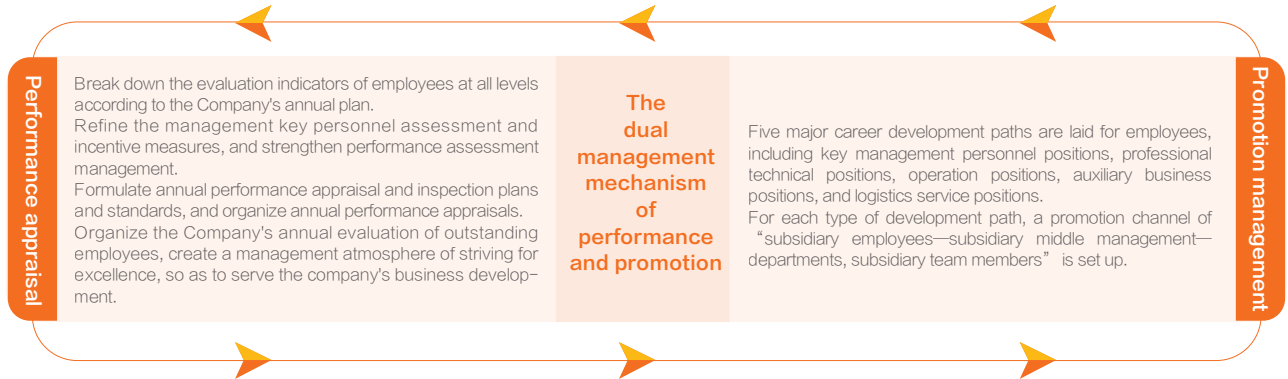 Performance appraisal
Break down the evaluation indicators of employees at all levels
according to the Company's annual plan.
Refine the management key personnel assessment and
incentive measures, and strengthen performance assessment
management.
Formulate annual performance appraisal and inspection plans
and standards, and organize annual performance appraisals.
Organize the Company's annual evaluation of outstanding
employees, create a management atmosphere of striving for
excellence, so as to serve the company's business develop-
ment.
The
dual
management
mechanism
of
performance
and promotion
Five major career development paths are laid for employees,
including key management personnel positions, professional
technical positions, operation positions, auxiliary business
positions, and logistics service positions.
For each type of development path, a promotion channel of
“subsidiary employees—subsidiary middle management—
departments, subsidiary team members” is set up.
Promotion management